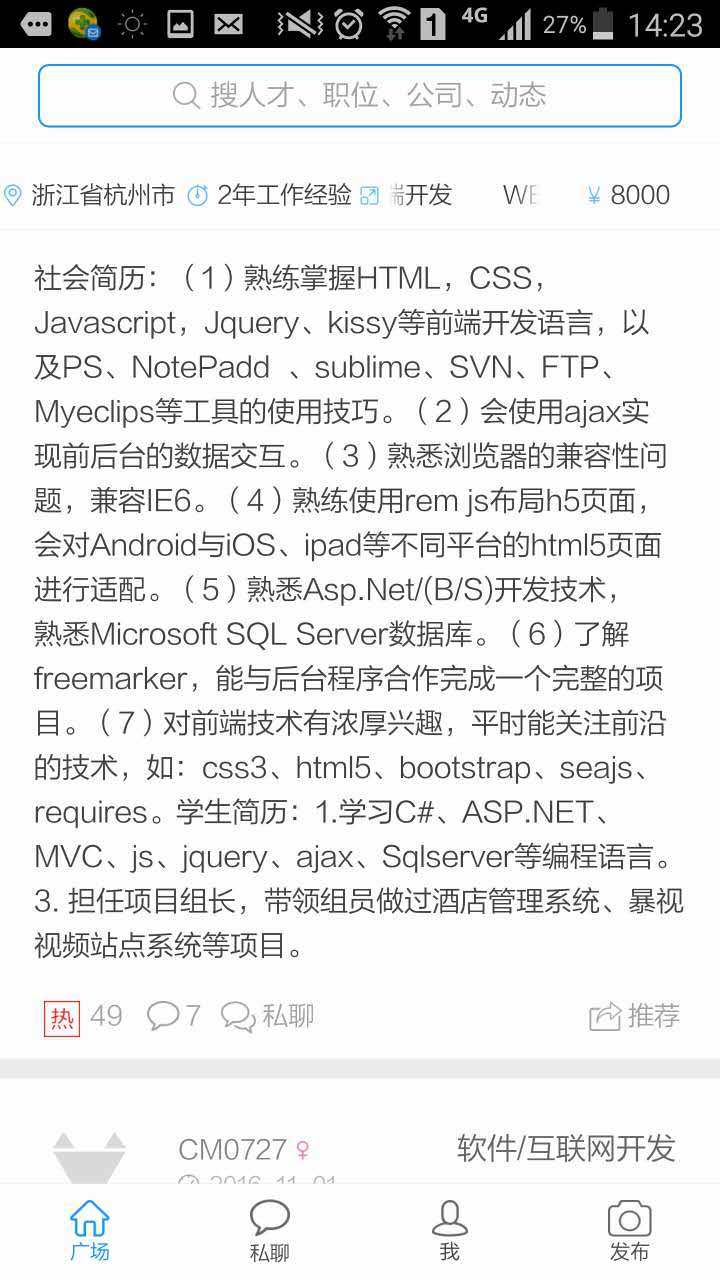 1 4G 27% 14:23
搜人才、职位、公司、动态
浙江省杭州市 2年工作经验 端开发 WE ¥ 8000
社会简历：（1）熟练掌握HTML，CSS，
Javascript，Jquery、kissy等前端开发语言，以
及PS、NotePadd 、sublime、SVN、FTP、
Myeclips等工具的使用技巧。（2）会使用ajax实
现前后台的数据交互。（3）熟悉浏览器的兼容性问
题，兼容IE6。（4）熟练使用rem js布局h5页面，
会对Android与iOS、ipad等不同平台的html5页面
进行适配。（5）熟悉Asp.Net/(B/S)开发技术，
熟悉Microsoft SQL Server数据库。（6）了解
freemarker，能与后台程序合作完成一个完整的项
目。（7）对前端技术有浓厚兴趣，平时能关注前沿
的技术，如：css3、html5、bootstrap、seajs、
requires。学生简历：1.学习C#、ASP.NET、
MVC、js、jquery、ajax、Sqlserver等编程语言。
3. 担任项目组长，带领组员做过酒店管理系统、暴视
视频站点系统等项目。
热 49 7 私聊 推荐
CM0727♀ 软件/互联网开发
2016-11-01
广场 私聊 我 发布